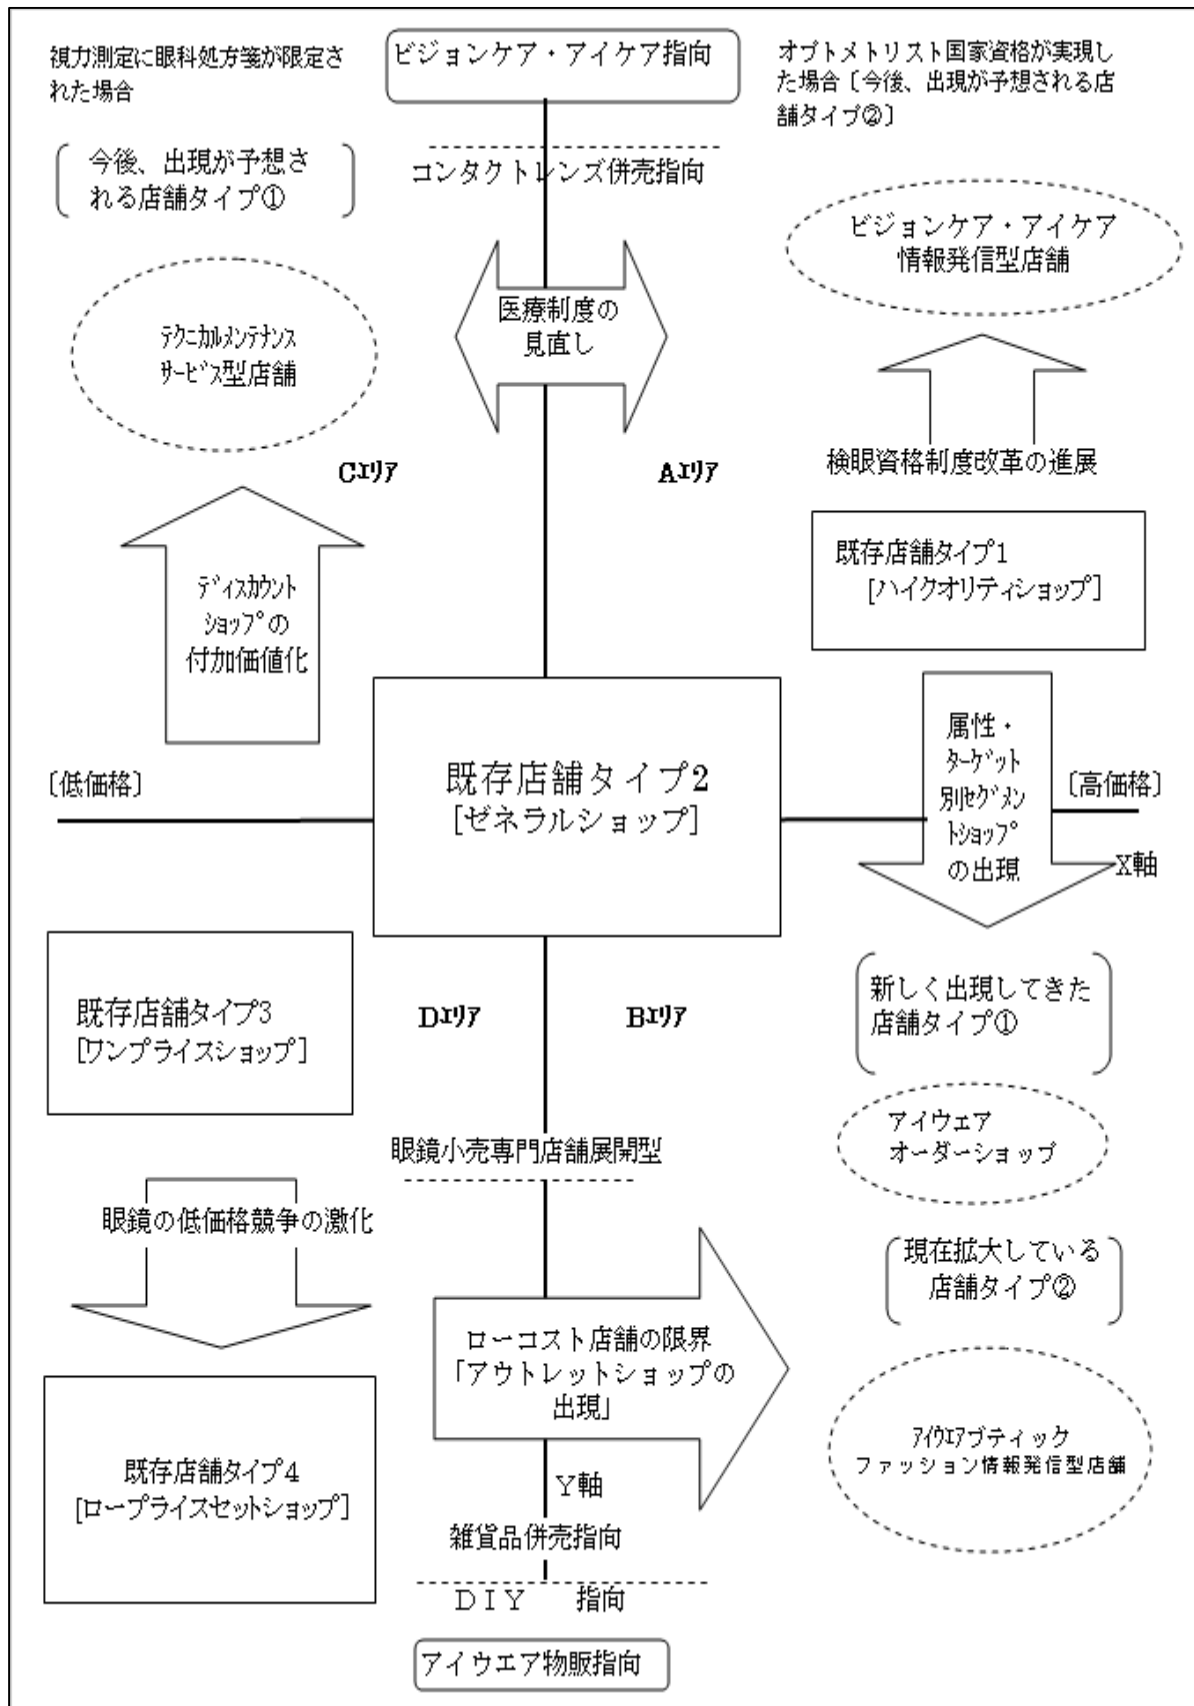 視力測定に眼科処方箋が限定さ
れた場合
ビジョンケア・アイケア指向
オプトメトリスト国家資格が実現し
た場合〔今後、出現が予想される店
舗タイプ②〕
今後、出現が予想さ
れる店舗タイプ①
コンタクトレンズ併売指向
ビジョンケア・アイケア
情報発信型店舗
医療制度の
見直し
ﾃｸﾆｶﾙﾒﾝﾃﾅﾝｽ
ｻｰﾋﾞｽ型店舗
検眼資格制度改革の進展
Cｴﾘｱ
Aｴﾘｱ
既存店舗タイプ1
[ハイクオリティショップ]
ﾃﾞｨｽｶｳﾝﾄ
ｼｮｯﾌﾟの
付加価値化
既存店舗タイプ2
[ゼネラルショップ]
属性・
ﾀｰｹﾞｯﾄ
別ｾｸﾞﾒﾝ
ﾄｼｮｯﾌﾟ
の出現
〔低価格〕
〔高価格〕
X軸
既存店舗タイプ3
[ワンプライスショップ]
Dｴﾘｱ
Bｴﾘｱ
新しく出現してきた
店舗タイプ①
アイウェア
オーダーショップ
眼鏡小売専門店舗展開型
眼鏡の低価格競争の激化
現在拡大している
店舗タイプ②
ローコスト店舗の限界
「アウトレットショップの
出現」
ｱｲｳｴｱブティック
ファッション情報発信型店舗
既存店舗タイプ4
[ロープライスセットショップ]
Y軸
雑貨品併売指向
ＤＩＹ　指向
アイウエア物販指向